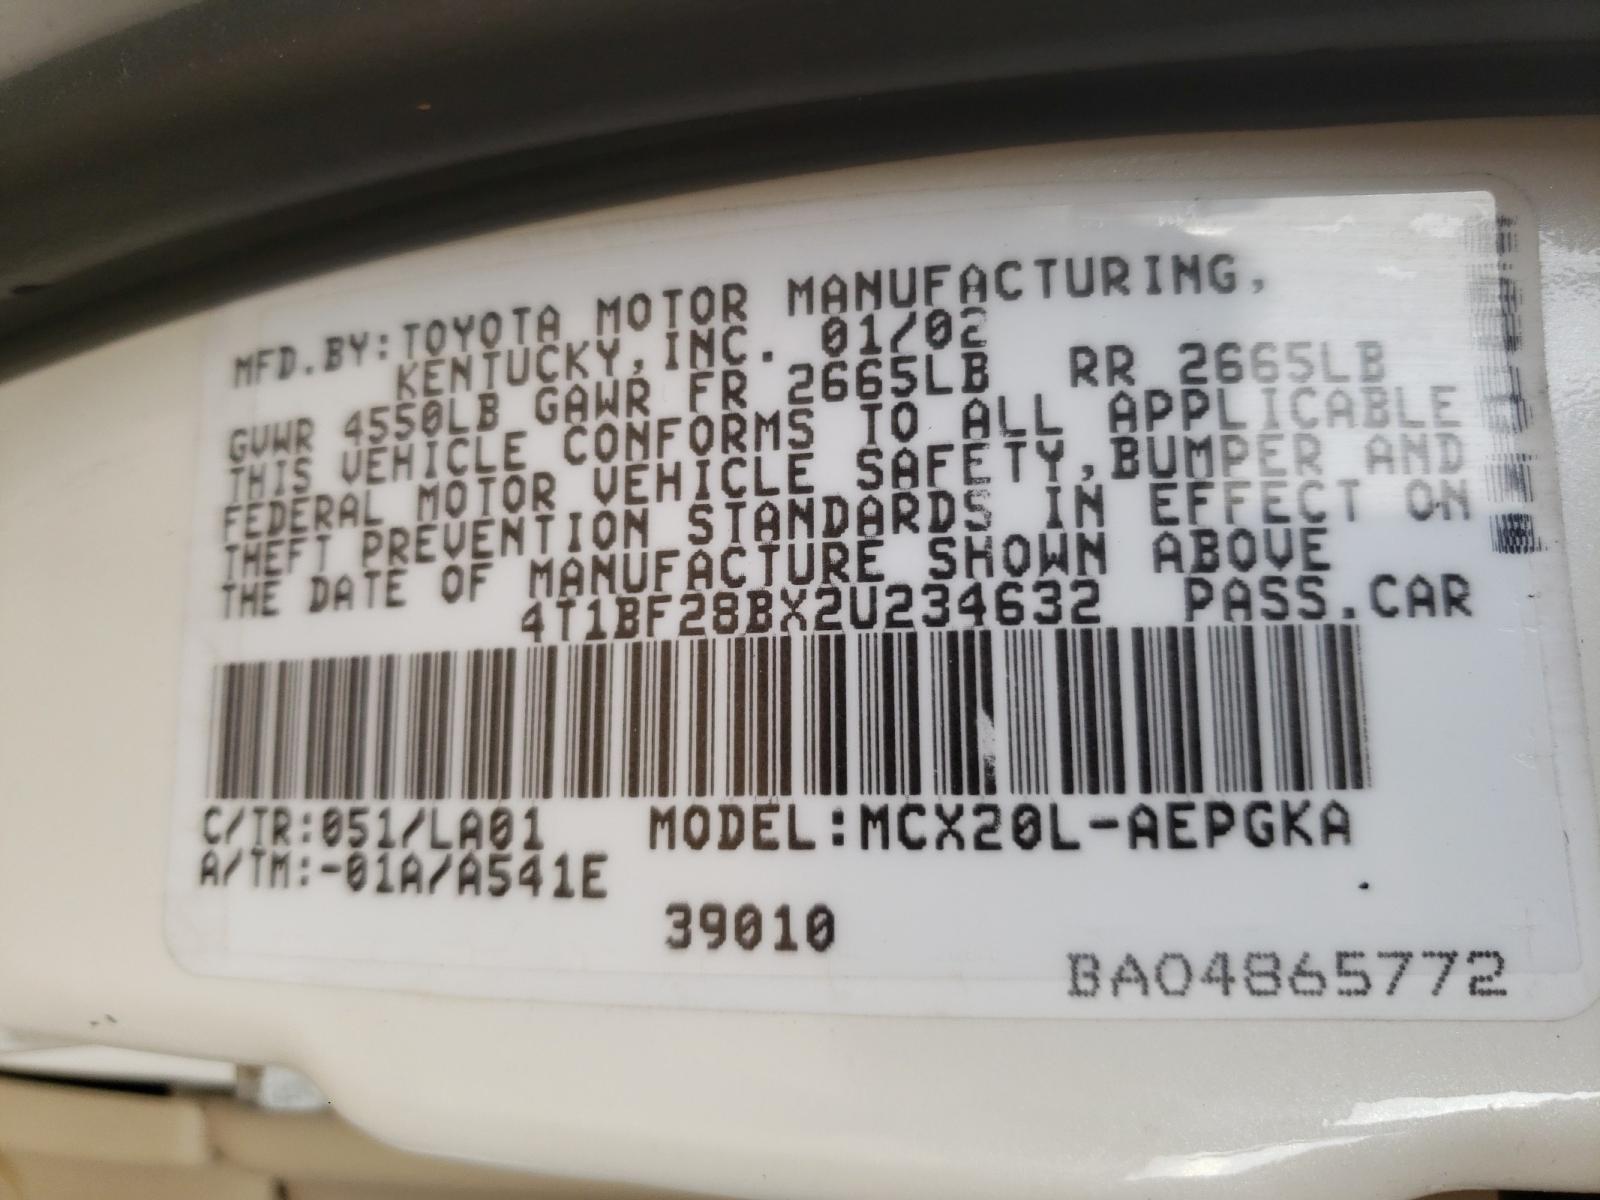 MFD.BY:TOYOTA MOTOR MANUFACTURING,
KENTUCKY,INC. 01/02
GVWR 4550LB GAWR FR 2665LB RR 2665LB
THIS VEHICLE CONFORMS TO ALL APPLICABLE
FEDERAL MOTOR VEHICLE SAFETY,BUMPER AND
THEFT PREVENTION STANDARDS IN EFFECT ON
THE DATE OF MANUFACTURE SHOWN ABOVE
4T1BF28BX2U234632 PASS.CAR
C/TR:051/LA01 MODEL:MCX20L-AEPGKA
A/TM:-01A/A541E
39010
BA04865772